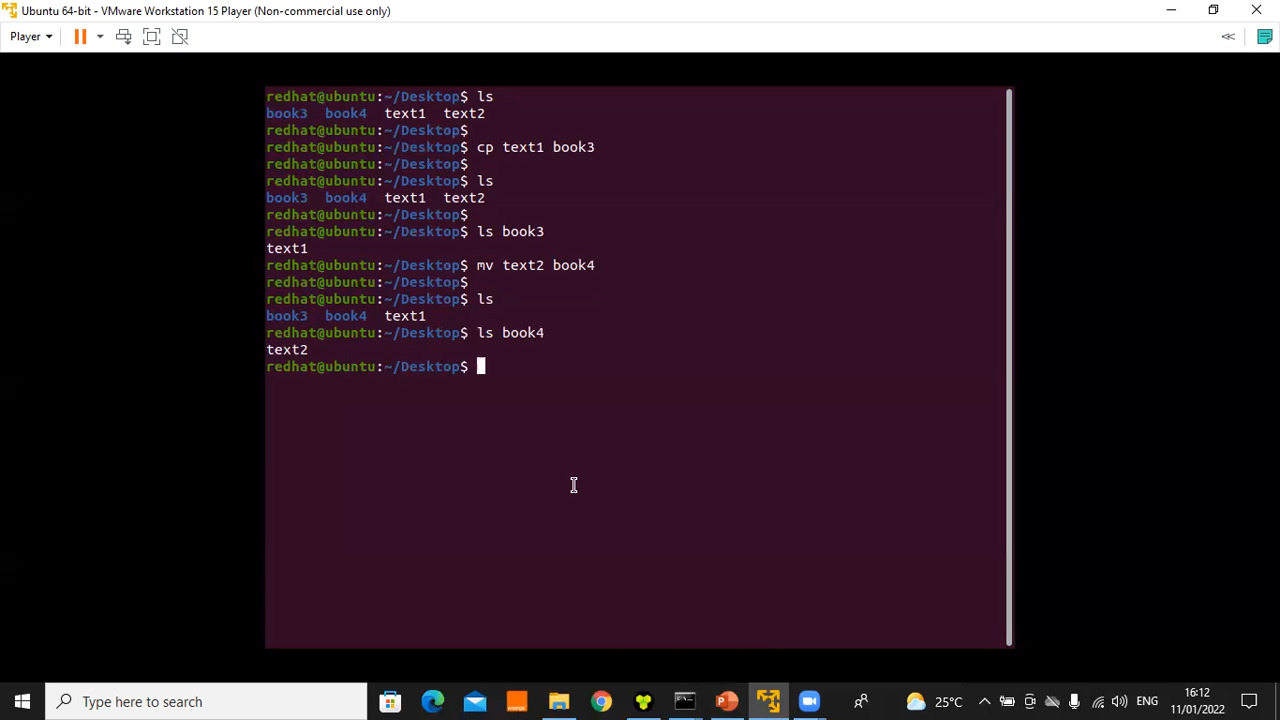 Ubuntu 64-bit - VMware Workstation 15 Player (Non-commercial use only)
Player
redhat@ubuntu:~/Desktop$ ls
book3 book4 text1 text2
redhat@ubuntu:~/Desktop$
redhat@ubuntu:~/Desktop$ cp text1 book3
redhat@ubuntu:~/Desktop$
redhat@ubuntu:~/Desktop$ ls
book3 book4 text1 text2
redhat@ubuntu:~/Desktop$
redhat@ubuntu:~/Desktop$ ls book3
text1
redhat@ubuntu:~/Desktop$ mv text2 book4
redhat@ubuntu:~/Desktop$
redhat@ubuntu:~/Desktop$ ls
book3 book4 text1
redhat@ubuntu:~/Desktop$ ls book4
text2
redhat@ubuntu:~/Desktop$
Type here to search
25°C
ENG
16:12
11/01/2022